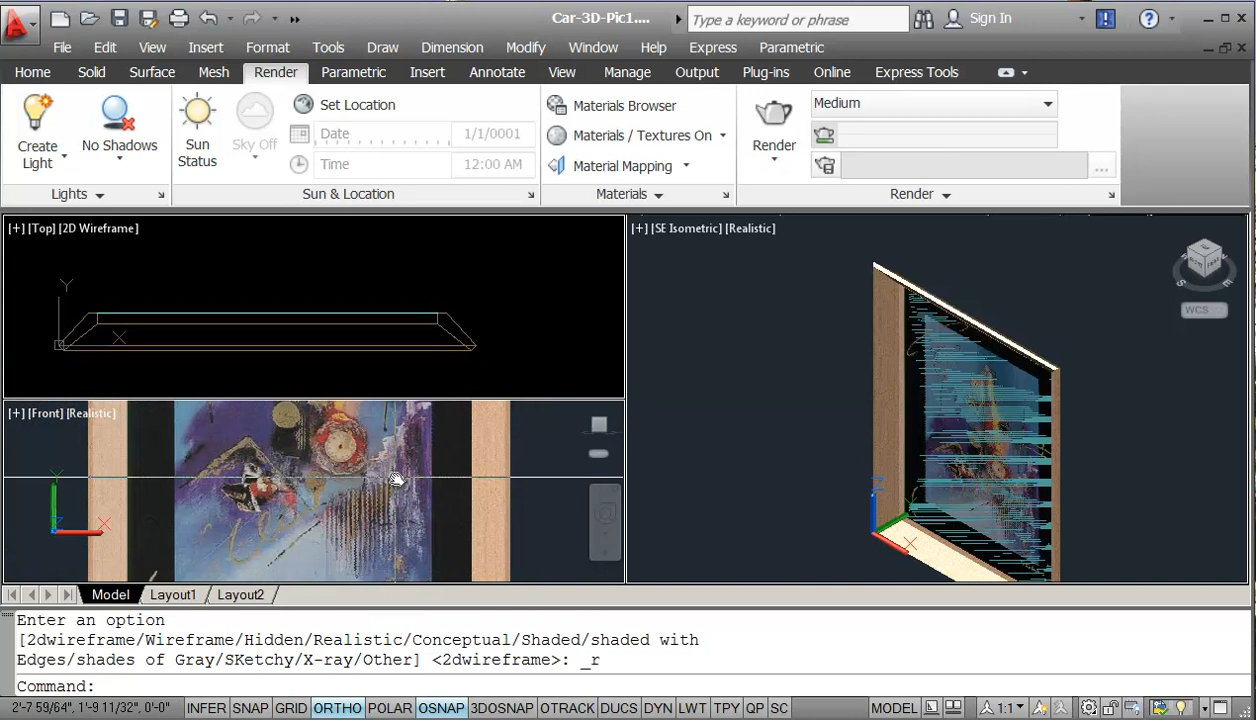 Car-3D-Pic1....
Type a keyword or phrase
Sign In
File Edit View Insert Format Tools Draw Dimension Modify Window Help Express Parametric
Home Solid Surface Mesh Render Parametric Insert Annotate View Manage Output Plug-ins Online Express Tools
Create Light
No Shadows
Sun Status
Sky Off
Set Location
Date 1/1/0001
Time 12:00 AM
Materials Browser
Materials / Textures On
Material Mapping
Render
Medium
...
Lights Sun & Location Materials Render
[+] [Top] [2D Wireframe]
Y
X
[+] [Front] [Realistic]
Y
Z
X
[+] [SE Isometric] [Realistic]
S
E
WCS
Z
Y
X
Model Layout1 Layout2
Enter an option
[2dwireframe/Wireframe/Hidden/Realistic/Conceptual/Shaded/shaded with
Edges/shades of Gray/SKetchy/X-ray/Other] <2dwireframe>: _r
Command:
2'-7 59/64", 1'-9 11/32", 0'-0" INFER SNAP GRID ORTHO POLAR OSNAP 3DOSNAP OTRACK DUCS DYN LWT TPY QP SC MODEL 1:1